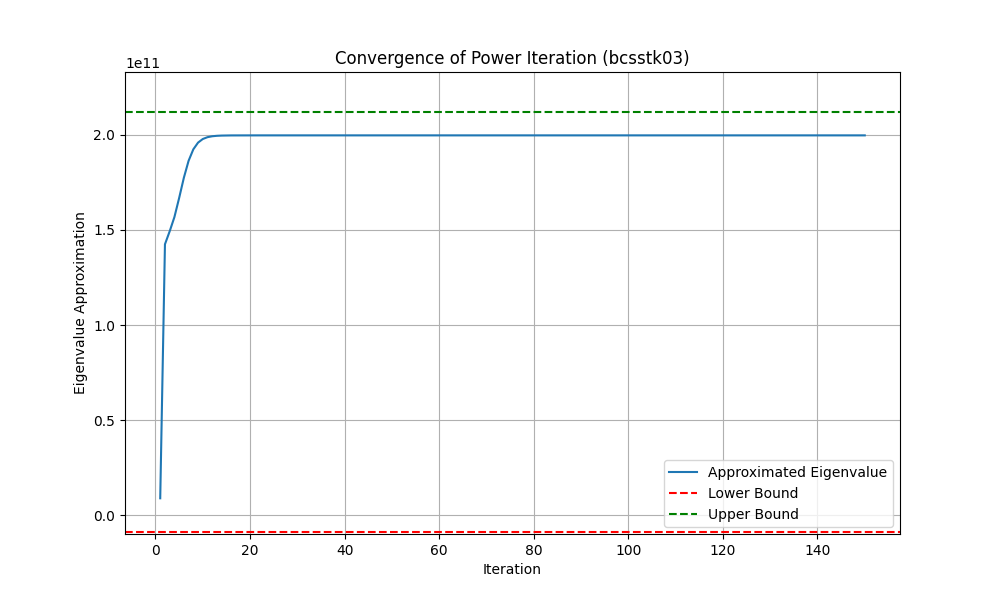 Convergence of Power Iteration (bcsstk03)
1e11
2.0
1.5
1.0
0.5
0.0
Eigenvalue Approximation
0 20 40 60 80 100 120 140
Iteration
Approximated Eigenvalue
Lower Bound
Upper Bound